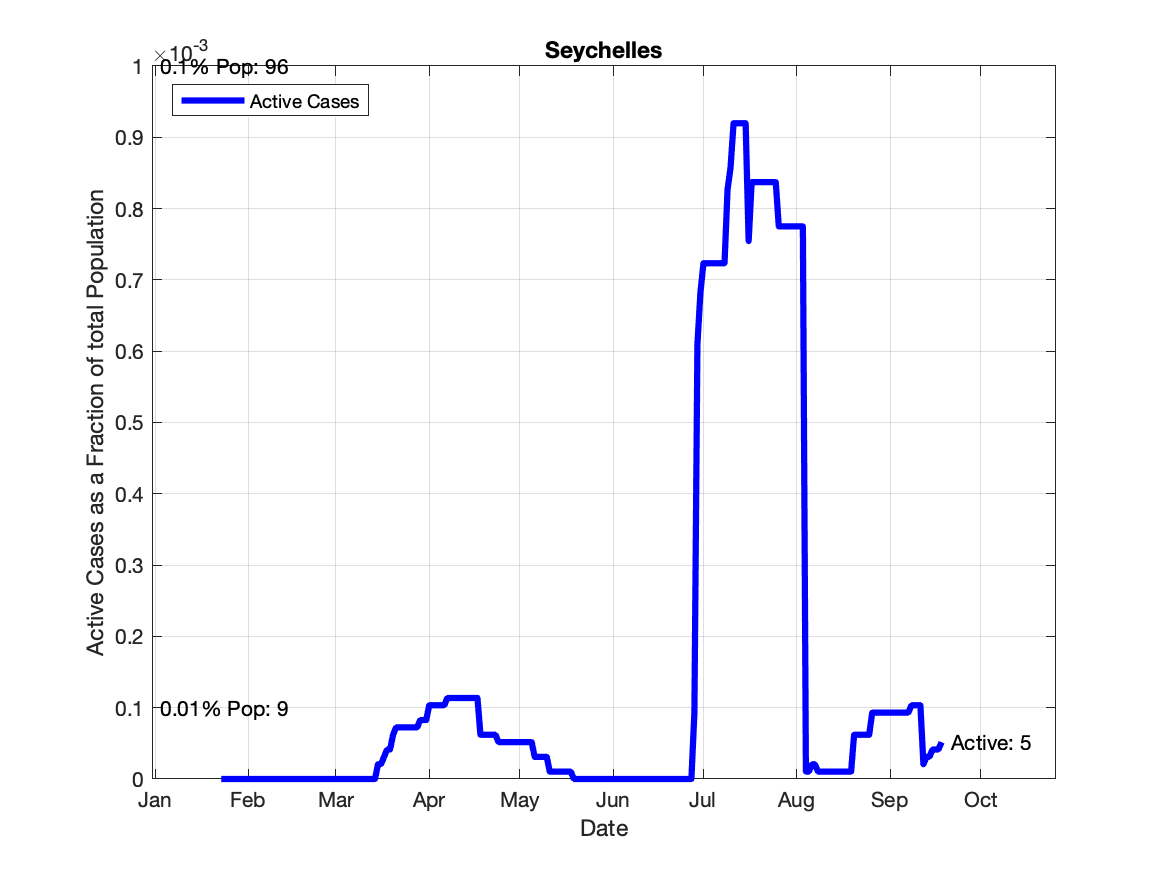 Seychelles
×10-3
0.1% Pop: 96
Active Cases
1
0.9
0.8
0.7
0.6
0.5
0.4
0.3
0.2
0.1
0
0.01% Pop: 9
Active: 5
Active Cases as a Fraction of total Population
Jan Feb Mar Apr May Jun Jul Aug Sep Oct
Date